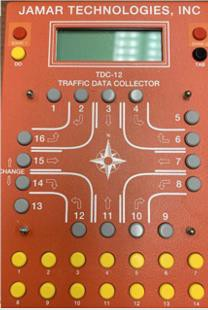 JAMAR TECHNOLOGIES, INC
DO
TAB
TDC-12
TRAFFIC DATA COLLECTOR
1 2 3 4
5
16 6
15 7
CHANGE
14 8
13
N
12 11 10 9
1 2 3 4 5 6 7
8 9 10 11 12 13 14